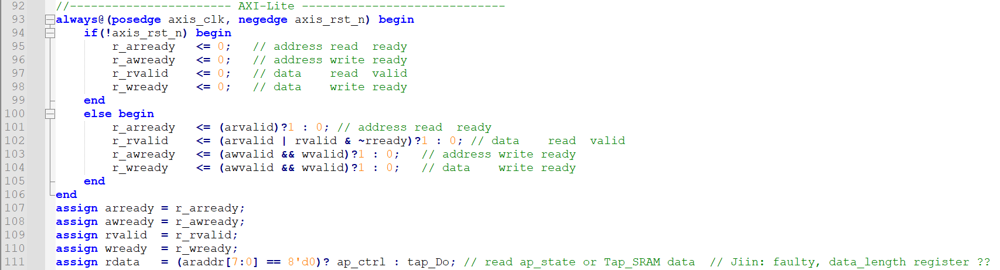 92 //----------------------- AXI-Lite -----------------------------
93 always@(posedge axis_clk, negedge axis_rst_n) begin
94     if(!axis_rst_n) begin
95         r_arready   <= 0;   // address read  ready
96         r_awready   <= 0;   // address write ready
97         r_rvalid    <= 0;   // data    read  valid
98         r_wready    <= 0;   // data    write ready
99     end
100     else begin
101         r_arready   <= (arvalid)?1 : 0; // address read  ready
102         r_rvalid    <= (arvalid | rvalid & ~rready)?1 : 0; // data    read  valid
103         r_awready   <= (awvalid && wvalid)?1 : 0;   // address write ready
104         r_wready    <= (awvalid && wvalid)?1 : 0;   // data    write ready
105     end
106 end
107 assign arready = r_arready;
108 assign awready = r_awready;
109 assign rvalid  = r_rvalid;
110 assign wready  = r_wready;
111 assign rdata   = (araddr[7:0] == 8'd0)? ap_ctrl : tap_Do; // read ap_state or Tap_SRAM data  // Jiin: faulty, data_length register ??